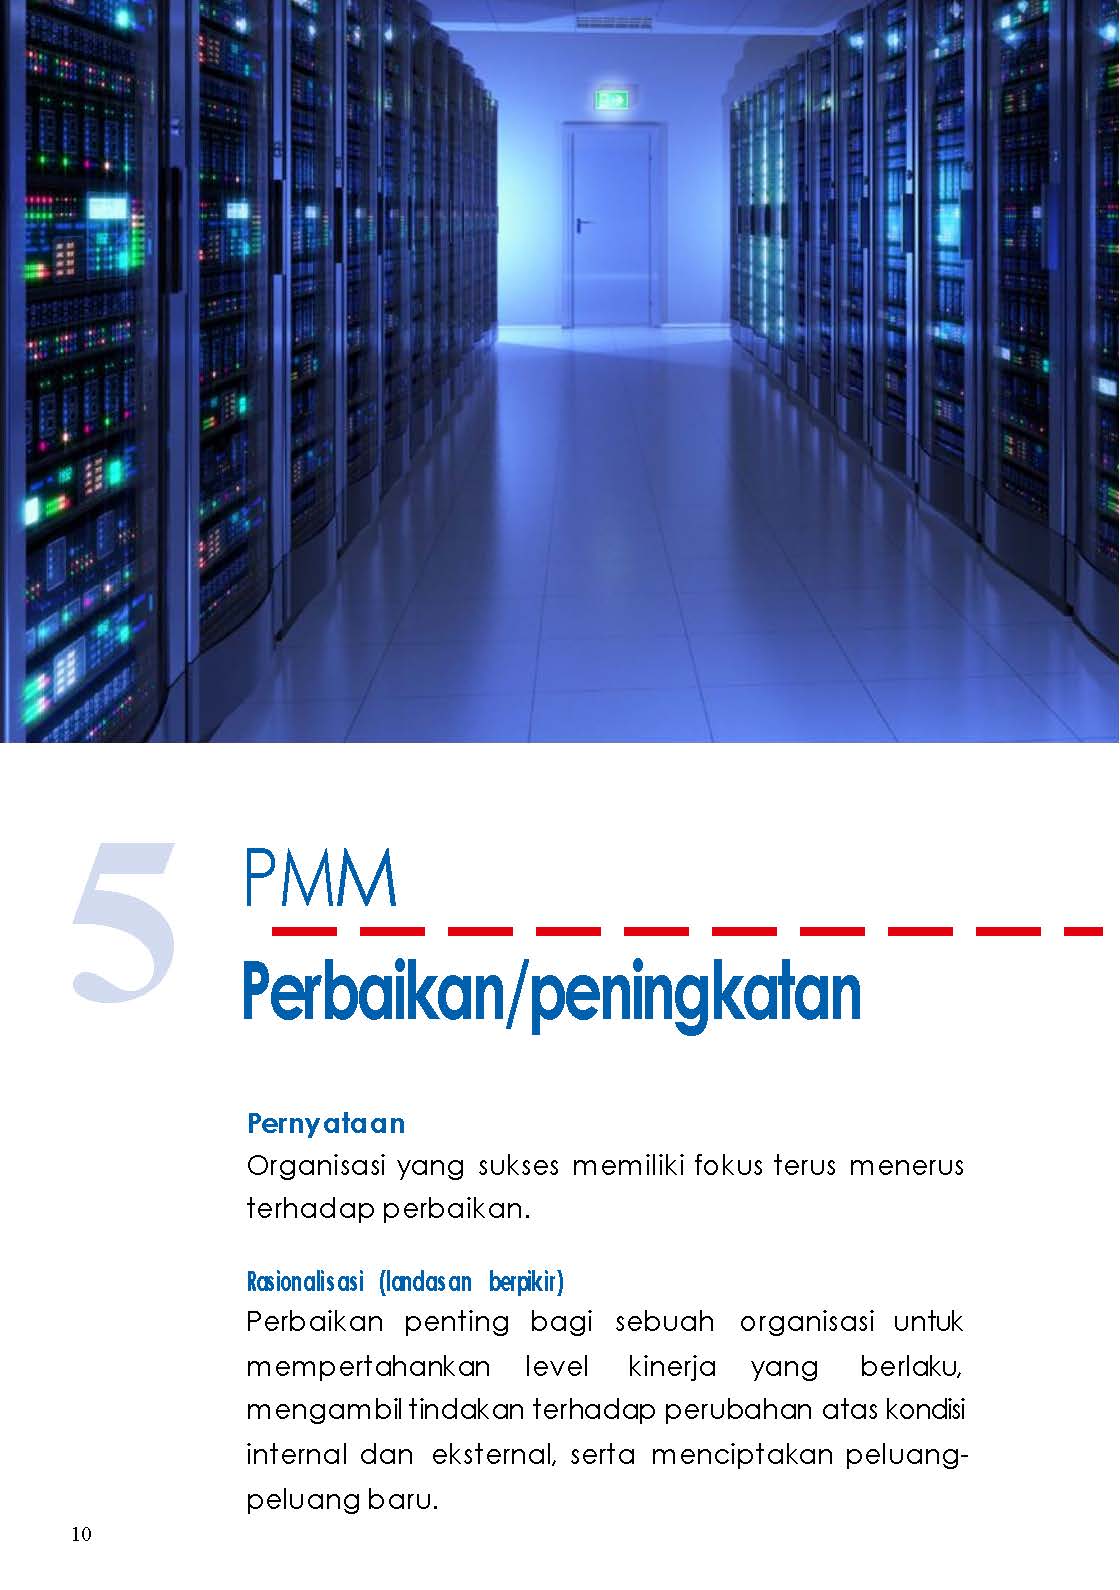 5
PMM
Perbaikan/peningkatan
Pernyataan
Organisasi yang sukses memiliki fokus terus menerus
terhadap perbaikan.
Rasionalisasi (landasan berpikir)
Perbaikan penting bagi sebuah organisasi untuk
mempertahankan level kinerja yang berlaku,
mengambil tindakan terhadap perubahan atas kondisi
internal dan eksternal, serta menciptakan peluang-
peluang baru.
10